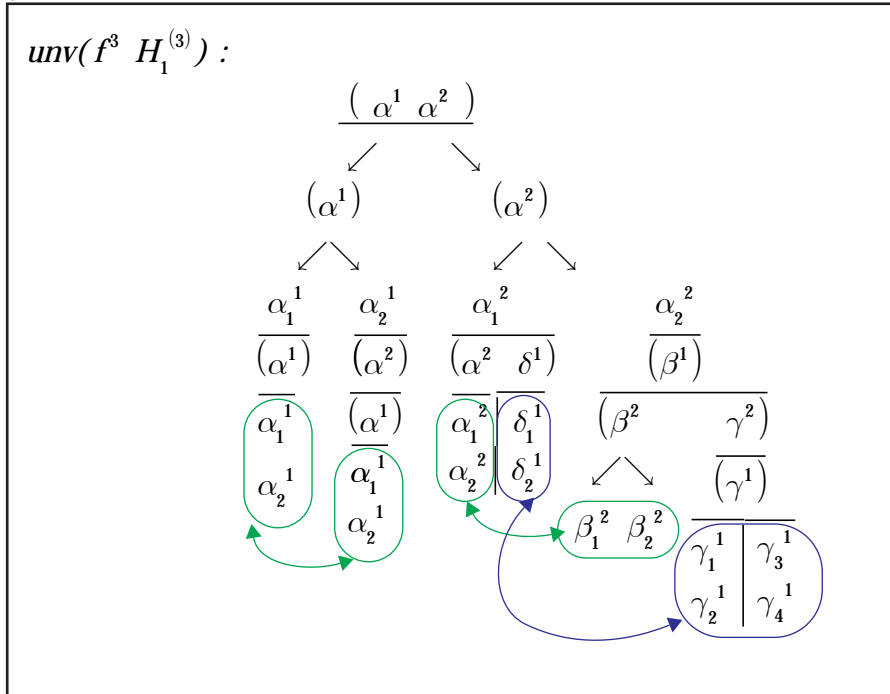 unv(f³ H₁⁽³⁾) :
( α¹ α² )
(α¹) (α²)
α₁¹ α₂¹ α₁² α₂²
(α¹) (α²) (α² δ¹) (β¹)
α₁¹ (α¹) α₁² δ₁¹ (β² γ²)
α₂¹ α₁¹ α₂² δ₂¹ (γ¹)
α₂¹ β₁² β₂² γ₁¹ γ₃¹
γ₂¹ γ₄¹